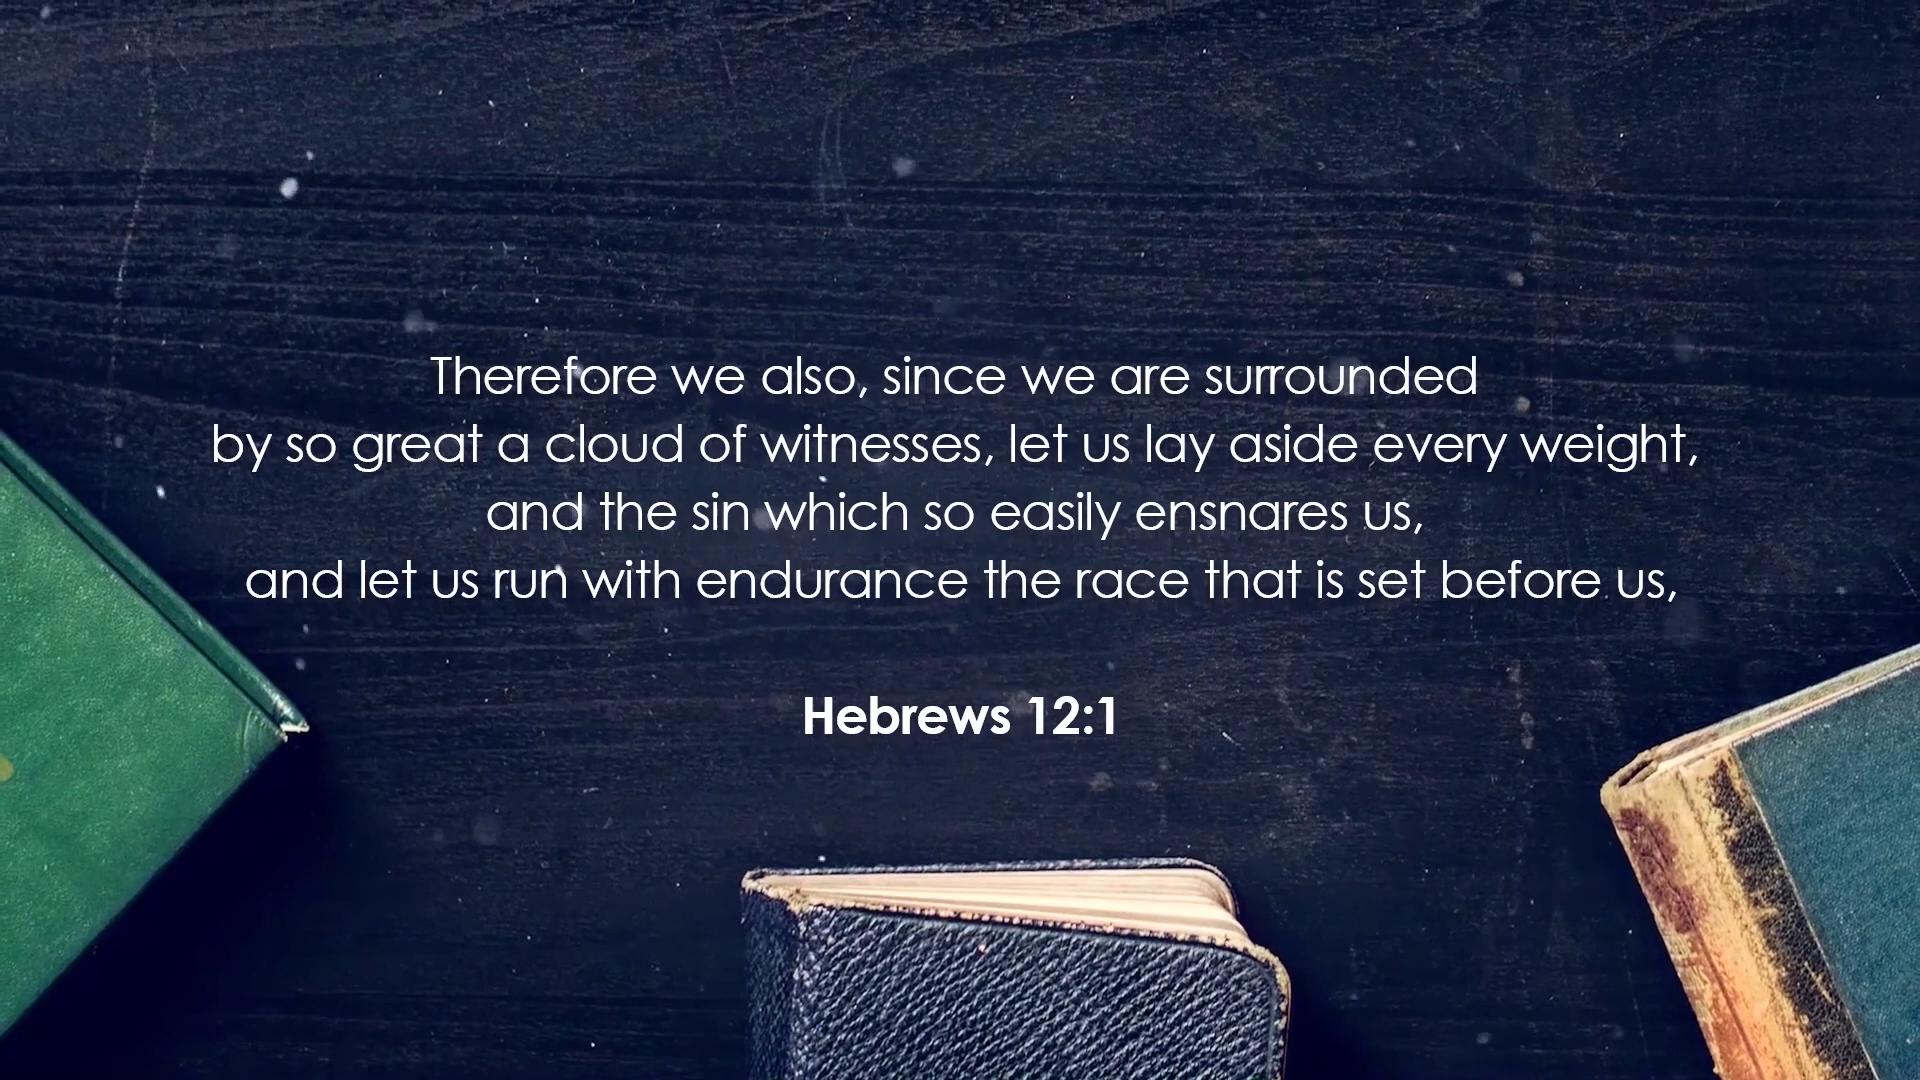 Therefore we also, since we are surrounded
by so great a cloud of witnesses, let us lay aside every weight,
and the sin which so easily ensnares us,
and let us run with endurance the race that is set before us,
Hebrews 12:1